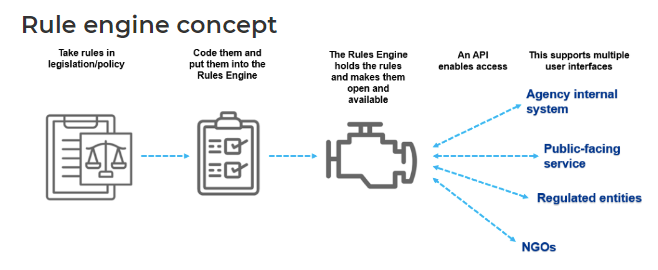 Rule engine concept
Take rules in
legislation/policy
Code them and
put them into the
Rules Engine
The Rules Engine
holds the rules
and makes them
open and
available
An API
enables access
This supports multiple
user interfaces
Agency internal
system
Public-facing
service
Regulated entities
NGOs